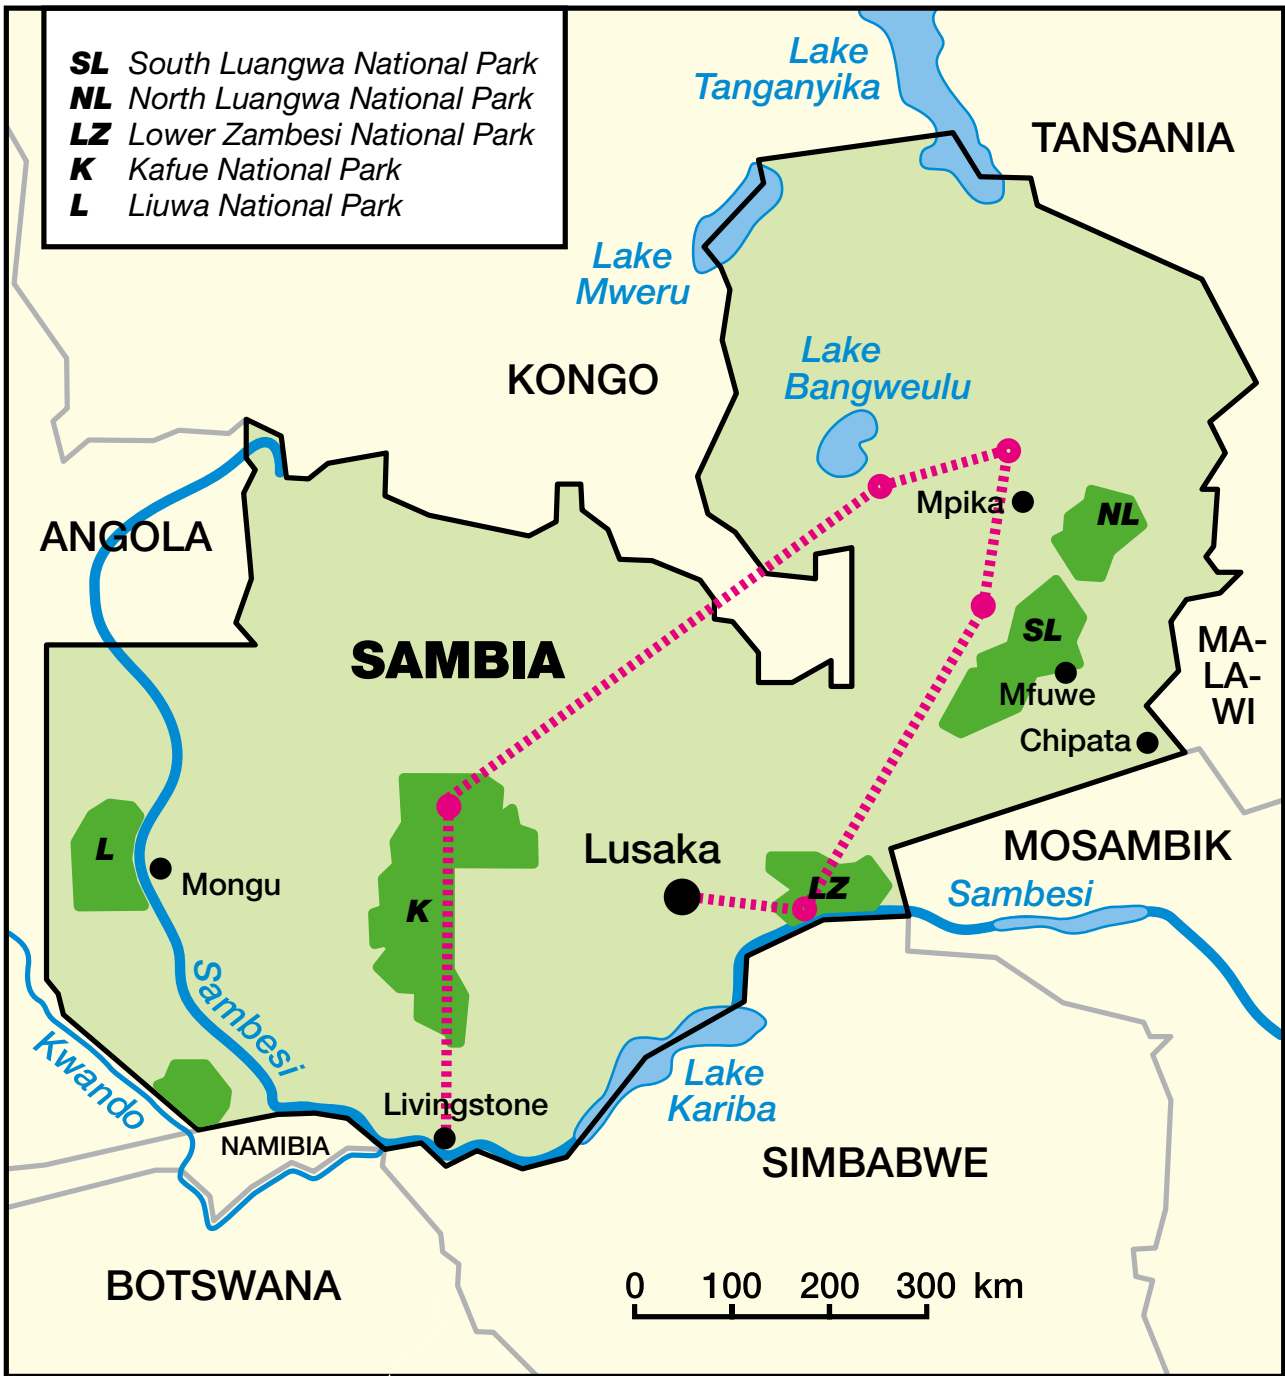 SL South Luangwa National Park
NL North Luangwa National Park
LZ Lower Zambesi National Park
K Kafue National Park
L Liuwa National Park
Lake
Tanganyika
TANSANIA
Lake
Mweru
KONGO
Lake
Bangweulu
Mpika
NL
ANGOLA
SAMBIA
SL
Mfuwe
MA-
LA-
WI
Chipata
L
Mongu
K
Lusaka
LZ
MOSAMBIK
Sambesi
Sambesi
Kwando
Livingstone
Lake
Kariba
NAMIBIA
SIMBABWE
BOTSWANA
0 100 200 300 km